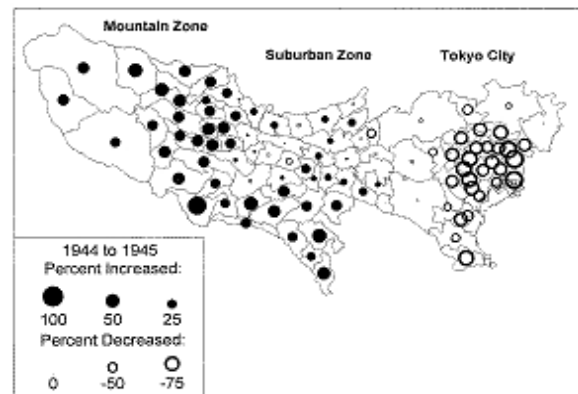 Mountain Zone
Suburban Zone
Tokyo City
1944 to 1945
Percent Increased:
100 50 25
Percent Decreased:
0 -50 -75